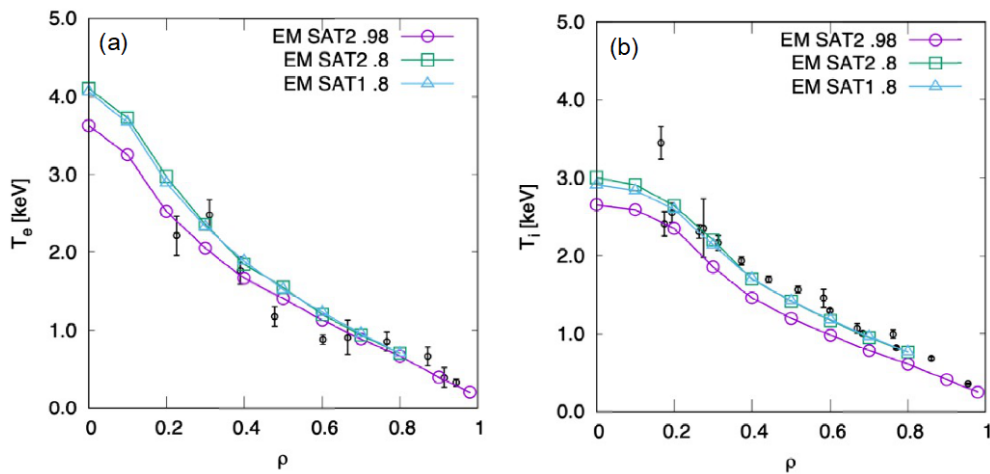 (a)
EM SAT2 .98
EM SAT2 .8
EM SAT1 .8
5.0
4.0
3.0
2.0
1.0
0.0
Te [keV]
0 0.2 0.4 0.6 0.8 1
ρ
(b)
EM SAT2 .98
EM SAT2 .8
EM SAT1 .8
5.0
4.0
3.0
2.0
1.0
0.0
Ti [keV]
0 0.2 0.4 0.6 0.8 1
ρ